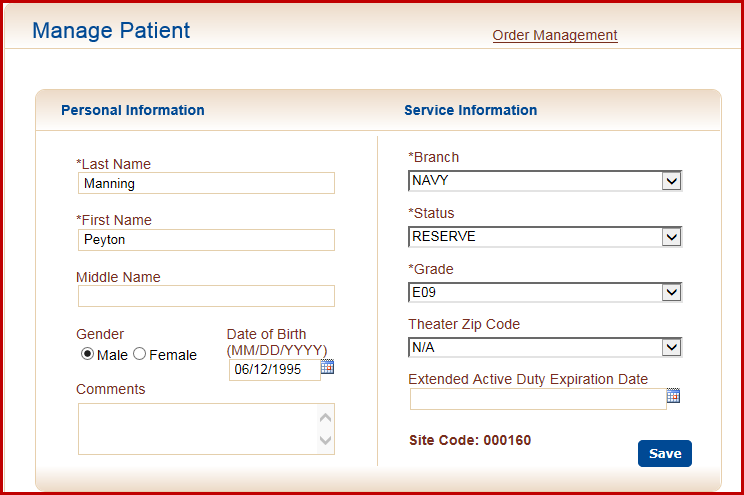 Manage Patient
Order Management
Personal Information
*Last Name
Manning
*First Name
Peyton
Middle Name
Gender
Male Female
Date of Birth
(MM/DD/YYYY)
06/12/1995
Comments
Service Information
*Branch
NAVY
*Status
RESERVE
*Grade
E09
Theater Zip Code
N/A
Extended Active Duty Expiration Date
Site Code: 000160
Save